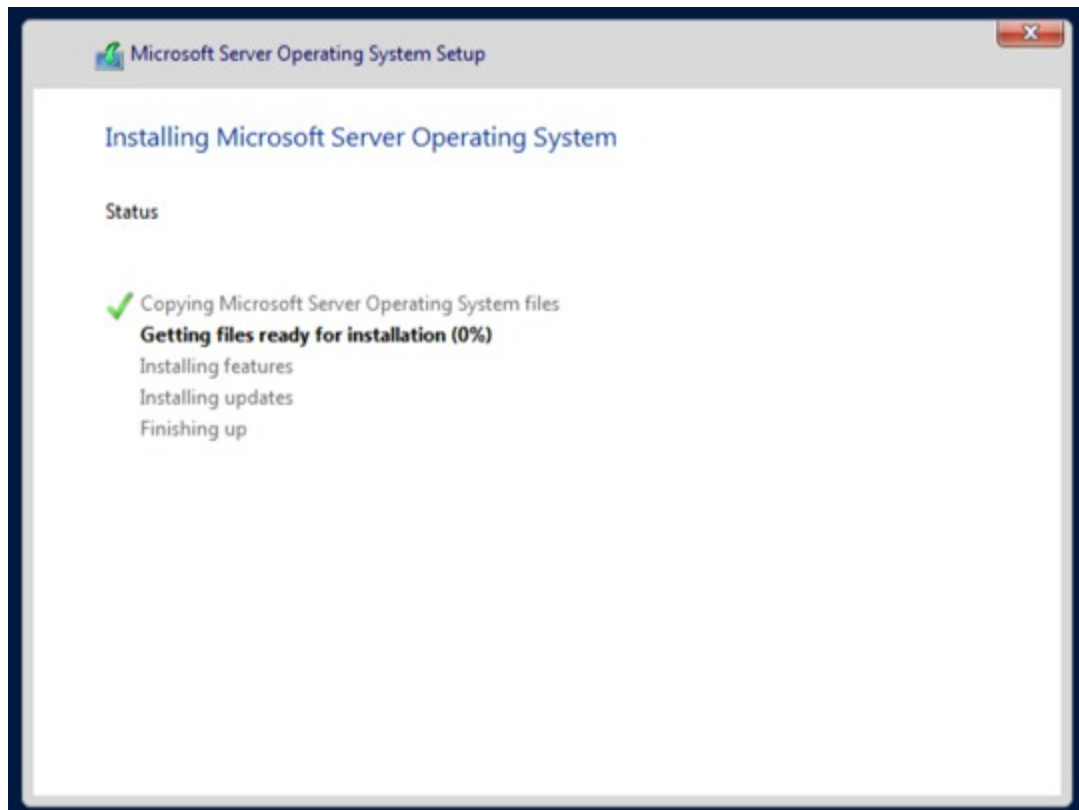 Microsoft Server Operating System Setup
Installing Microsoft Server Operating System
Status
Copying Microsoft Server Operating System files
Getting files ready for installation (0%)
Installing features
Installing updates
Finishing up